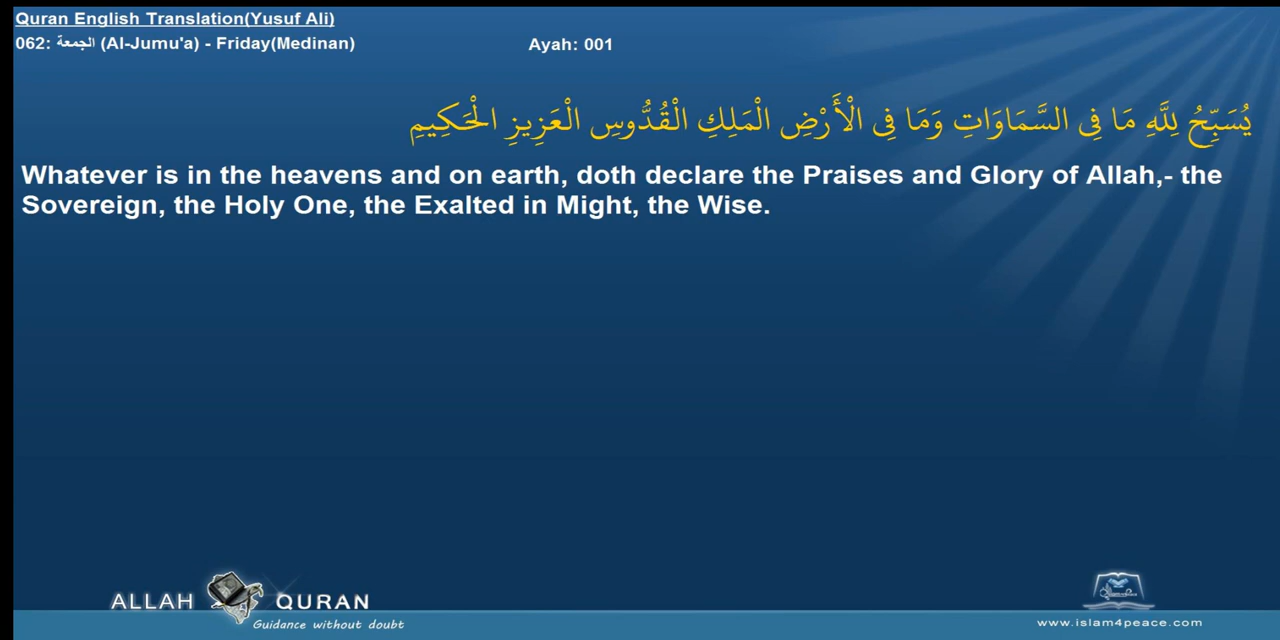 Quran English Translation(Yusuf Ali)
062: الجمعة (Al-Jumu'a) - Friday(Medinan)
Ayah: 001
يُسَبِّحُ لِلَّهِ مَا فِي السَّمَاوَاتِ وَمَا فِي الْأَرْضِ الْمَلِكِ الْقُدُّوسِ الْعَزِيزِ الْحَكِيمِ
Whatever is in the heavens and on earth, doth declare the Praises and Glory of Allah,- the
Sovereign, the Holy One, the Exalted in Might, the Wise.
ALLAH QURAN
Guidance without doubt
www.islam4peace.com